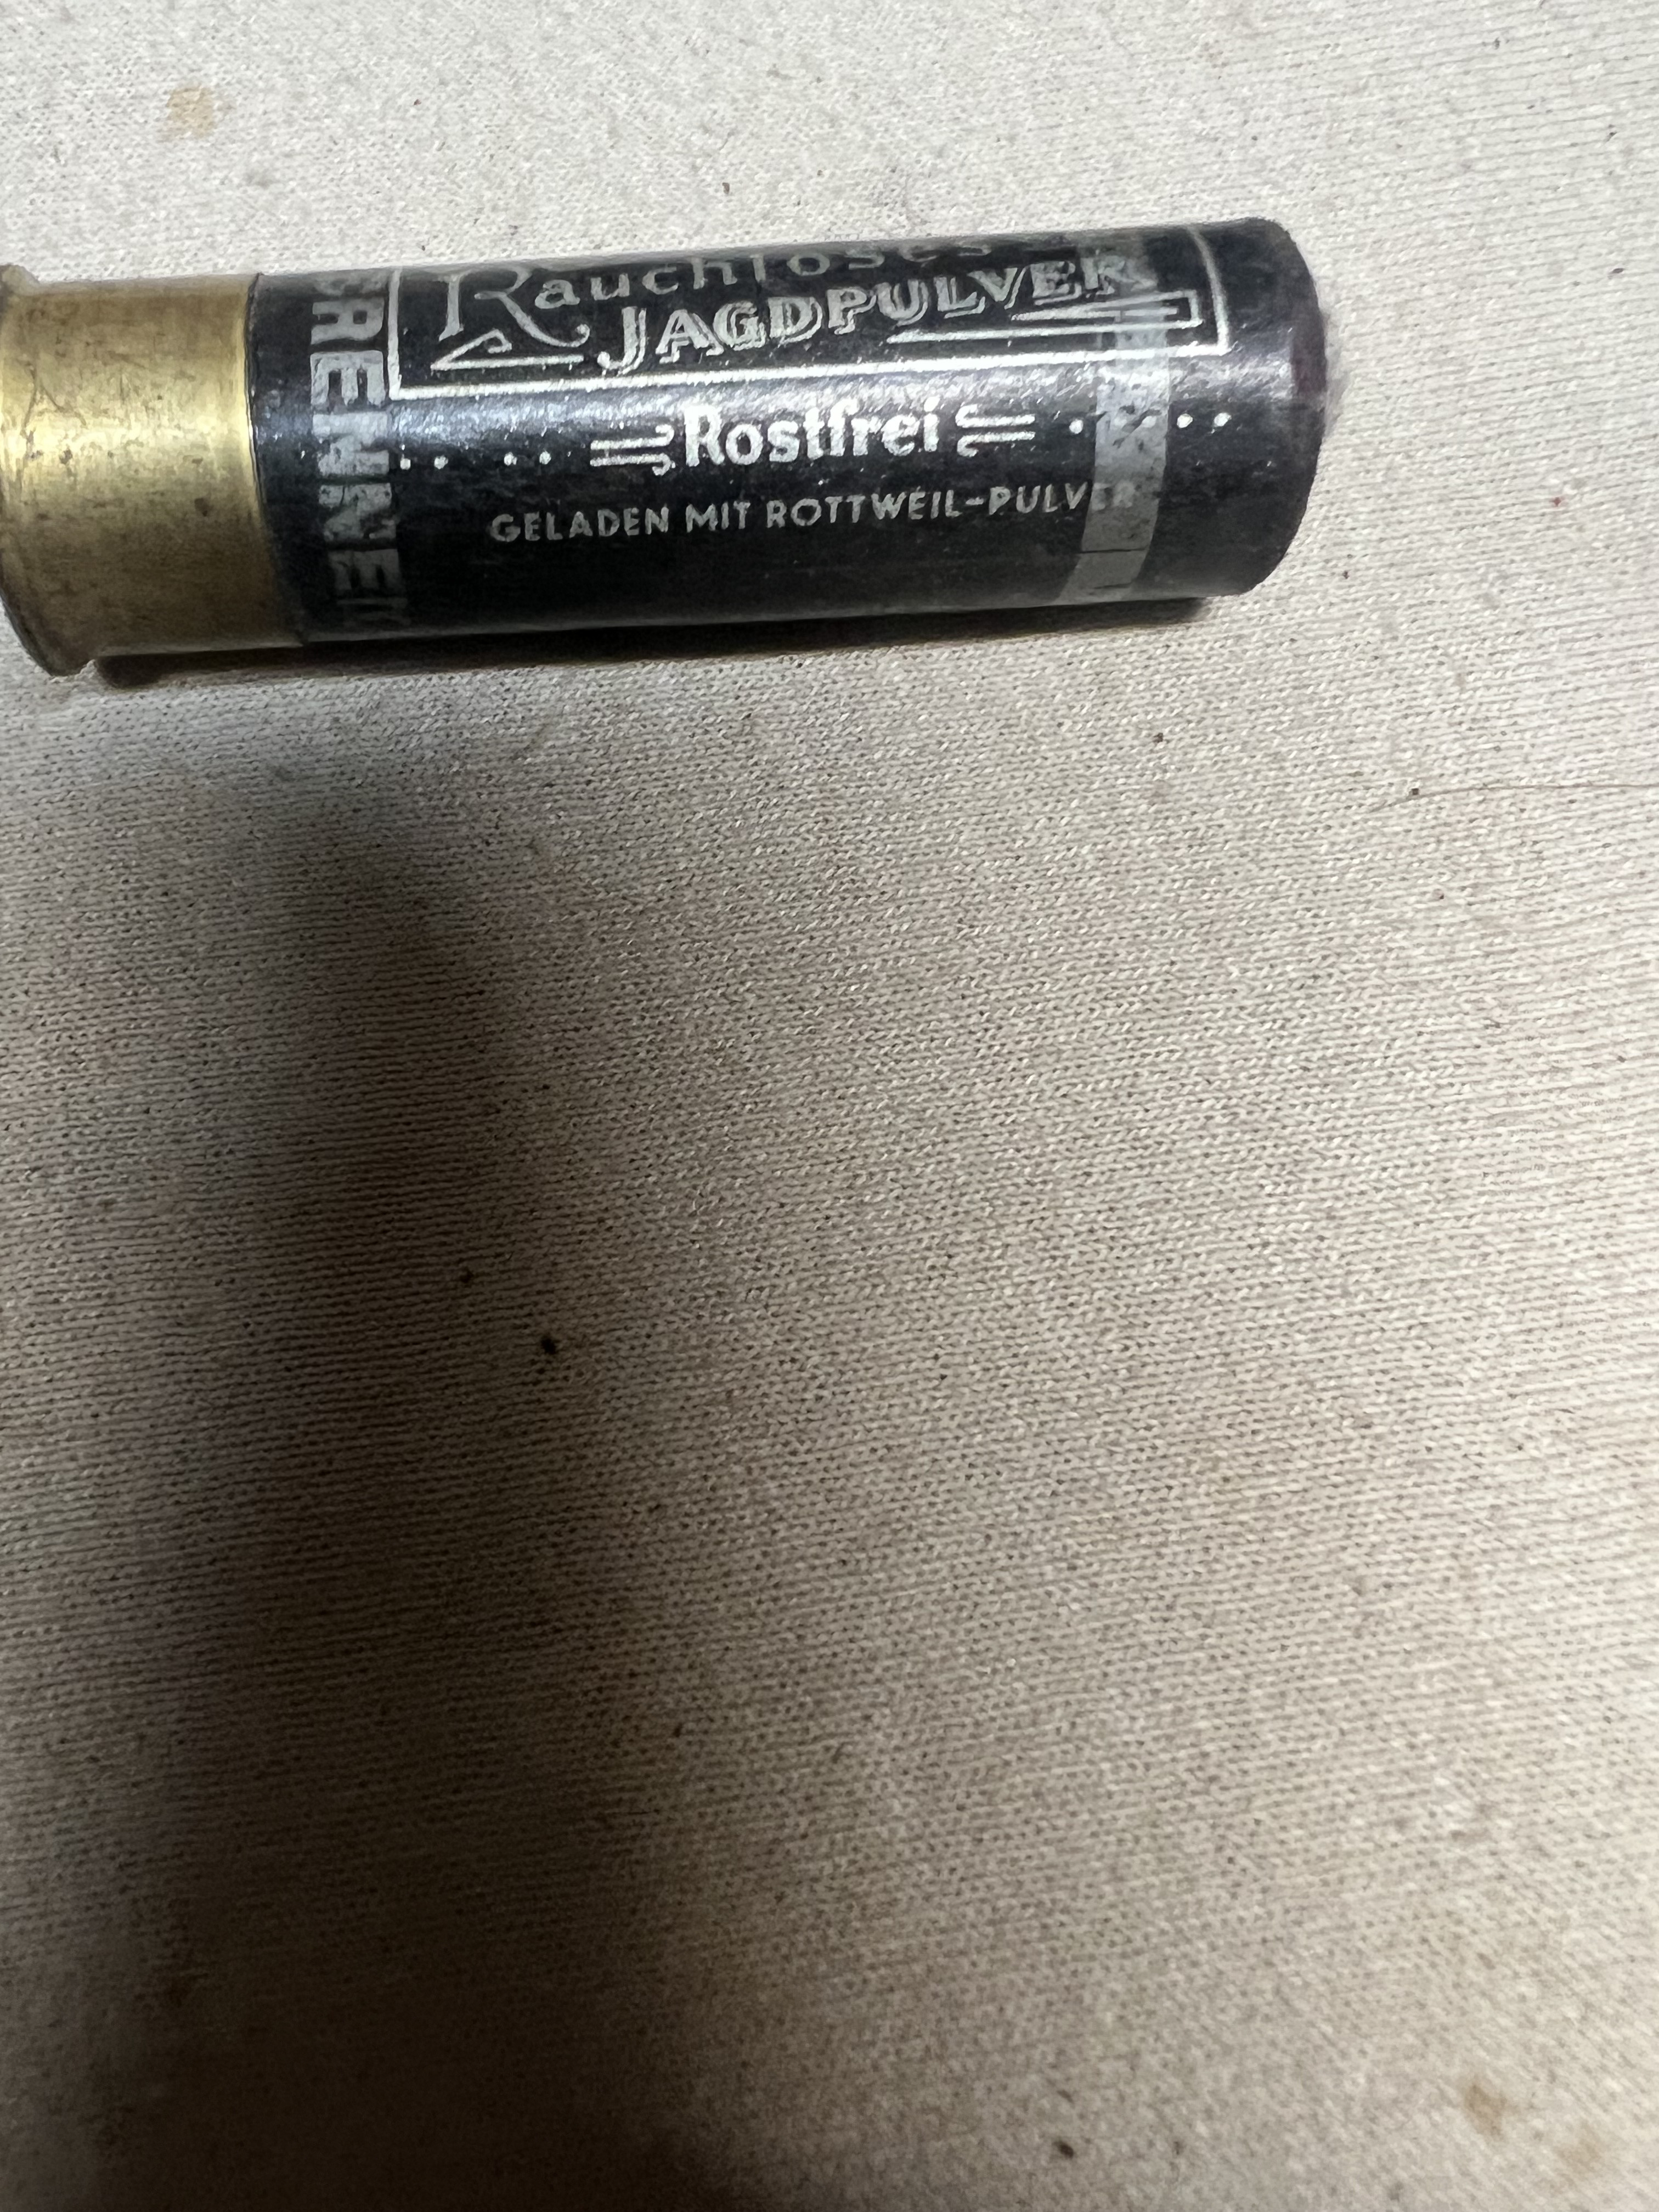 Rauchloses
JAGDPULVER
Rostfrei
GELADEN MIT ROTTWEIL-PULVER